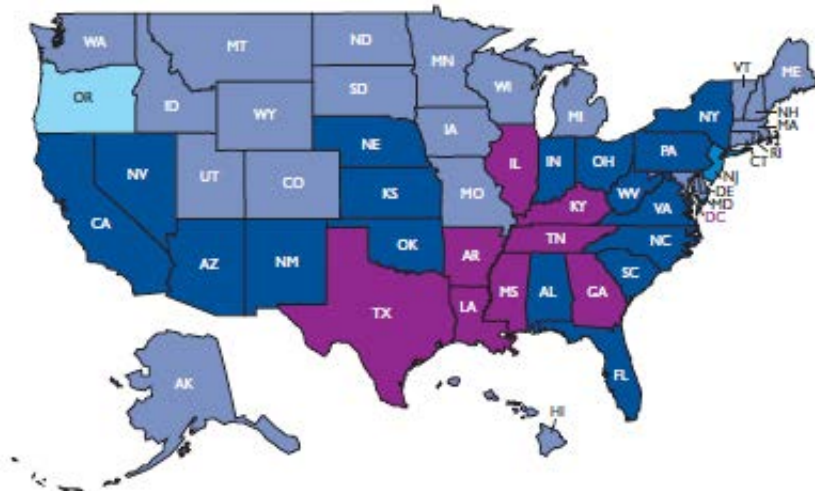 WA
MT
ND
MN
VT
ME
OR
ID
SD
WI
MI
NY
NH
MA
WY
IA
RI
CT
NE
PA
NJ
NV
UT
CO
IL
IN
OH
DE
MD
DC
CA
KS
MO
WV
VA
KY
AZ
NM
OK
AR
TN
NC
SC
TX
LA
MS
AL
GA
FL
AK
HI